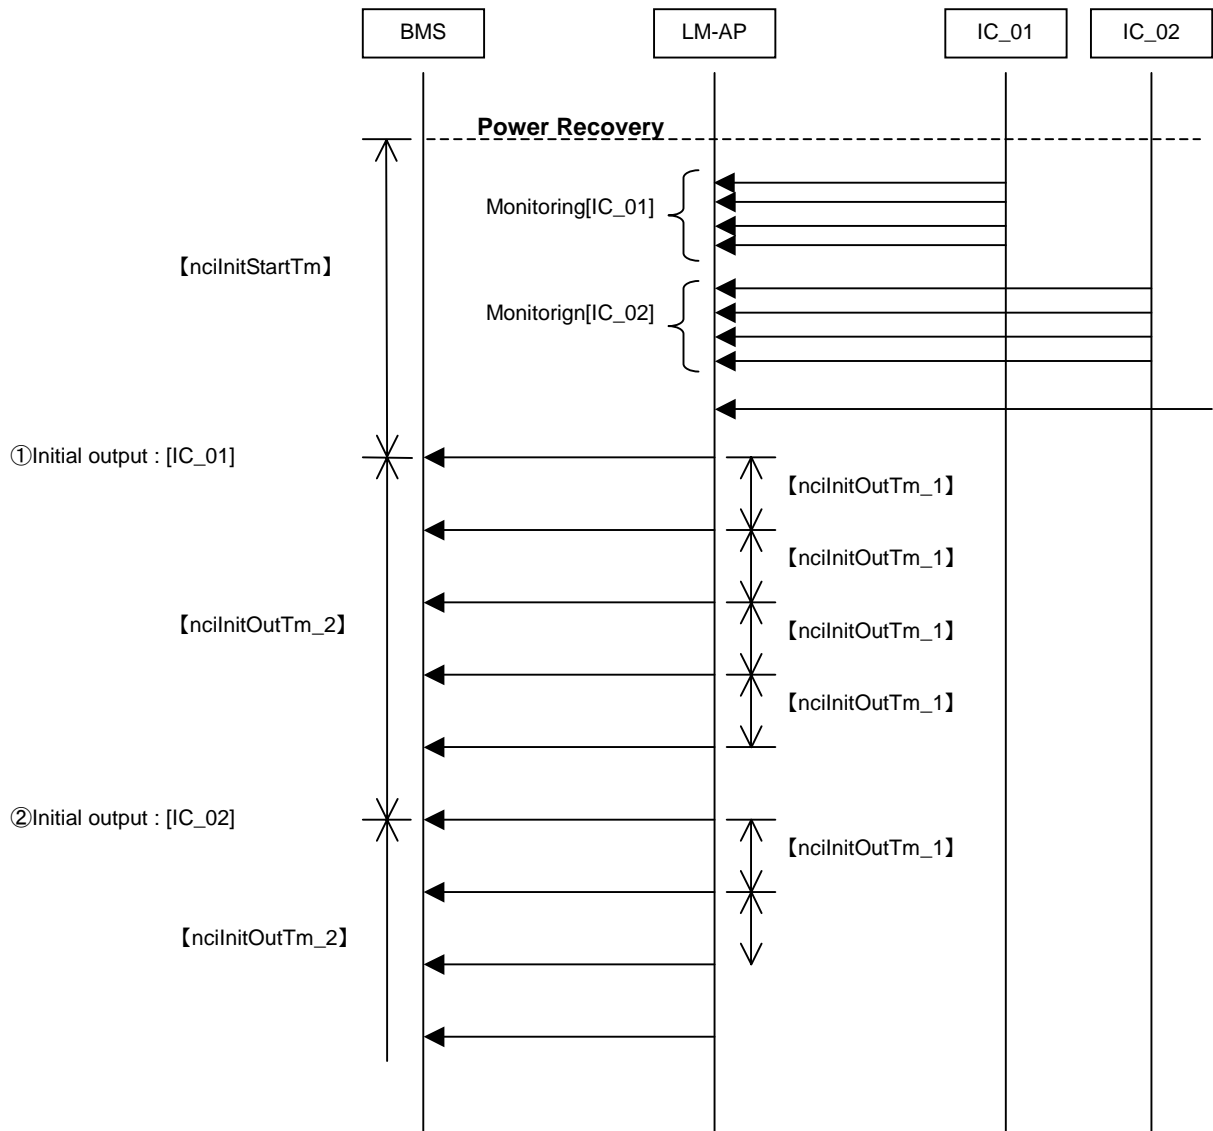 BMS
LM-AP
IC_01
IC_02
Power Recovery
Monitoring[IC_01]
【nciInitStartTm】
Monitorign[IC_02]
①Initial output : [IC_01]
【nciInitOutTm_1】
【nciInitOutTm_1】
【nciInitOutTm_2】
【nciInitOutTm_1】
【nciInitOutTm_1】
②Initial output : [IC_02]
【nciInitOutTm_1】
【nciInitOutTm_2】